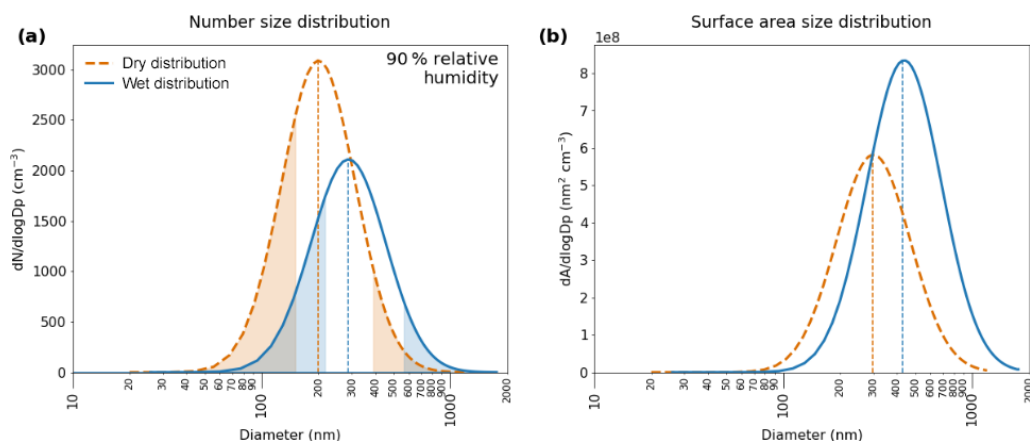 Number size distribution
(a)
Dry distribution
Wet distribution
90 % relative
humidity
dN/dlogDp (cm⁻³)
3000
2500
2000
1500
1000
500
0
10 20 30 40 50 60 70 80 90 100 200 300 400 500 600 700 800 900 1000 2000
Diameter (nm)
Surface area size distribution
(b)
1e8
dA/dlogDp (nm² cm⁻³)
8
7
6
5
4
3
2
1
0
10 20 30 40 50 60 70 80 90 100 200 300 400 500 600 700 800 900 1000 2000
Diameter (nm)